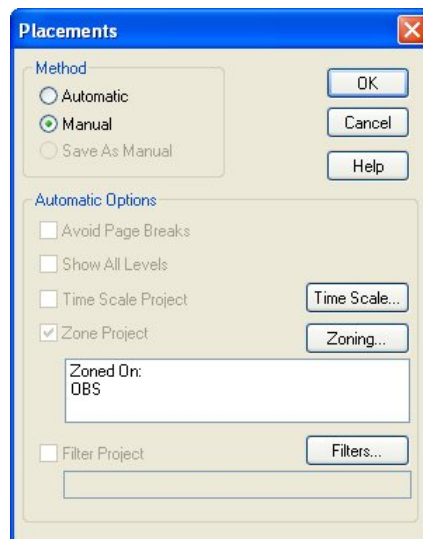 Placements
Method
Automatic
Manual
Save As Manual
OK
Cancel
Help
Automatic Options
Avoid Page Breaks
Show All Levels
Time Scale Project
Time Scale...
Zone Project
Zoning...
Zoned On:
OBS
Filter Project
Filters...